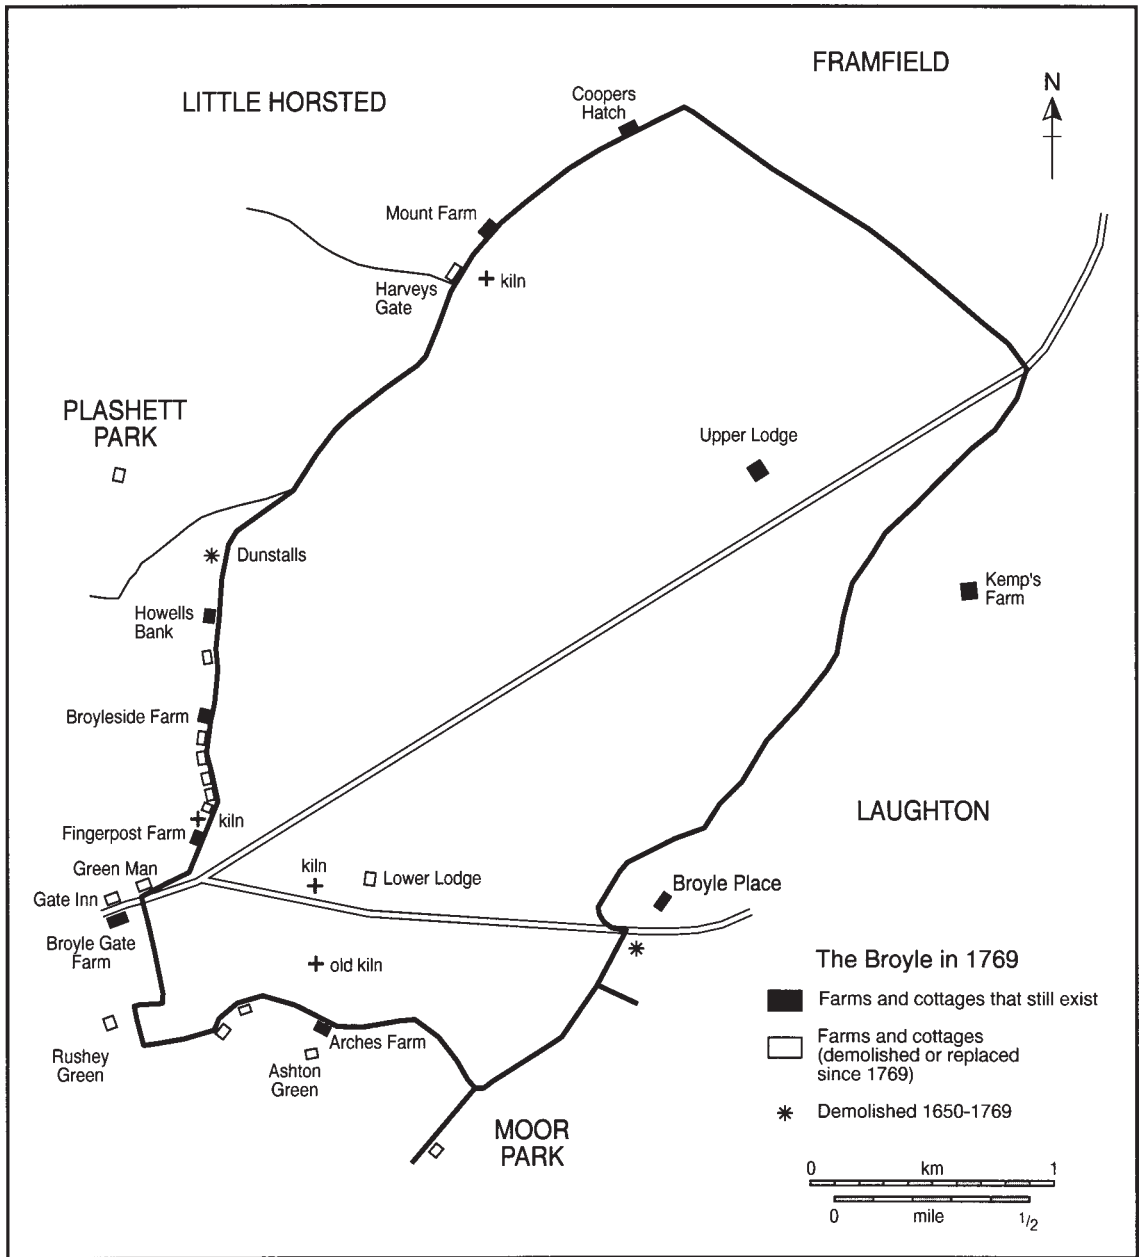 FRAMFIELD
LITTLE HORSTED
N
Coopers
Hatch
Mount Farm
Harveys
Gate
kiln
PLASHETT
PARK
Upper Lodge
Dunstalls
Howells
Bank
Kemp's
Farm
Broyleside Farm
kiln
Fingerpost Farm
LAUGHTON
Green Man
kiln
Lower Lodge
Gate Inn
Broyle Place
Broyle Gate
Farm
old kiln
Rushey
Green
Arches Farm
Ashton
Green
MOOR
PARK
The Broyle in 1769
Farms and cottages that still exist
Farms and cottages
(demolished or replaced
since 1769)
Demolished 1650-1769
0 km 1
0 mile 1/2